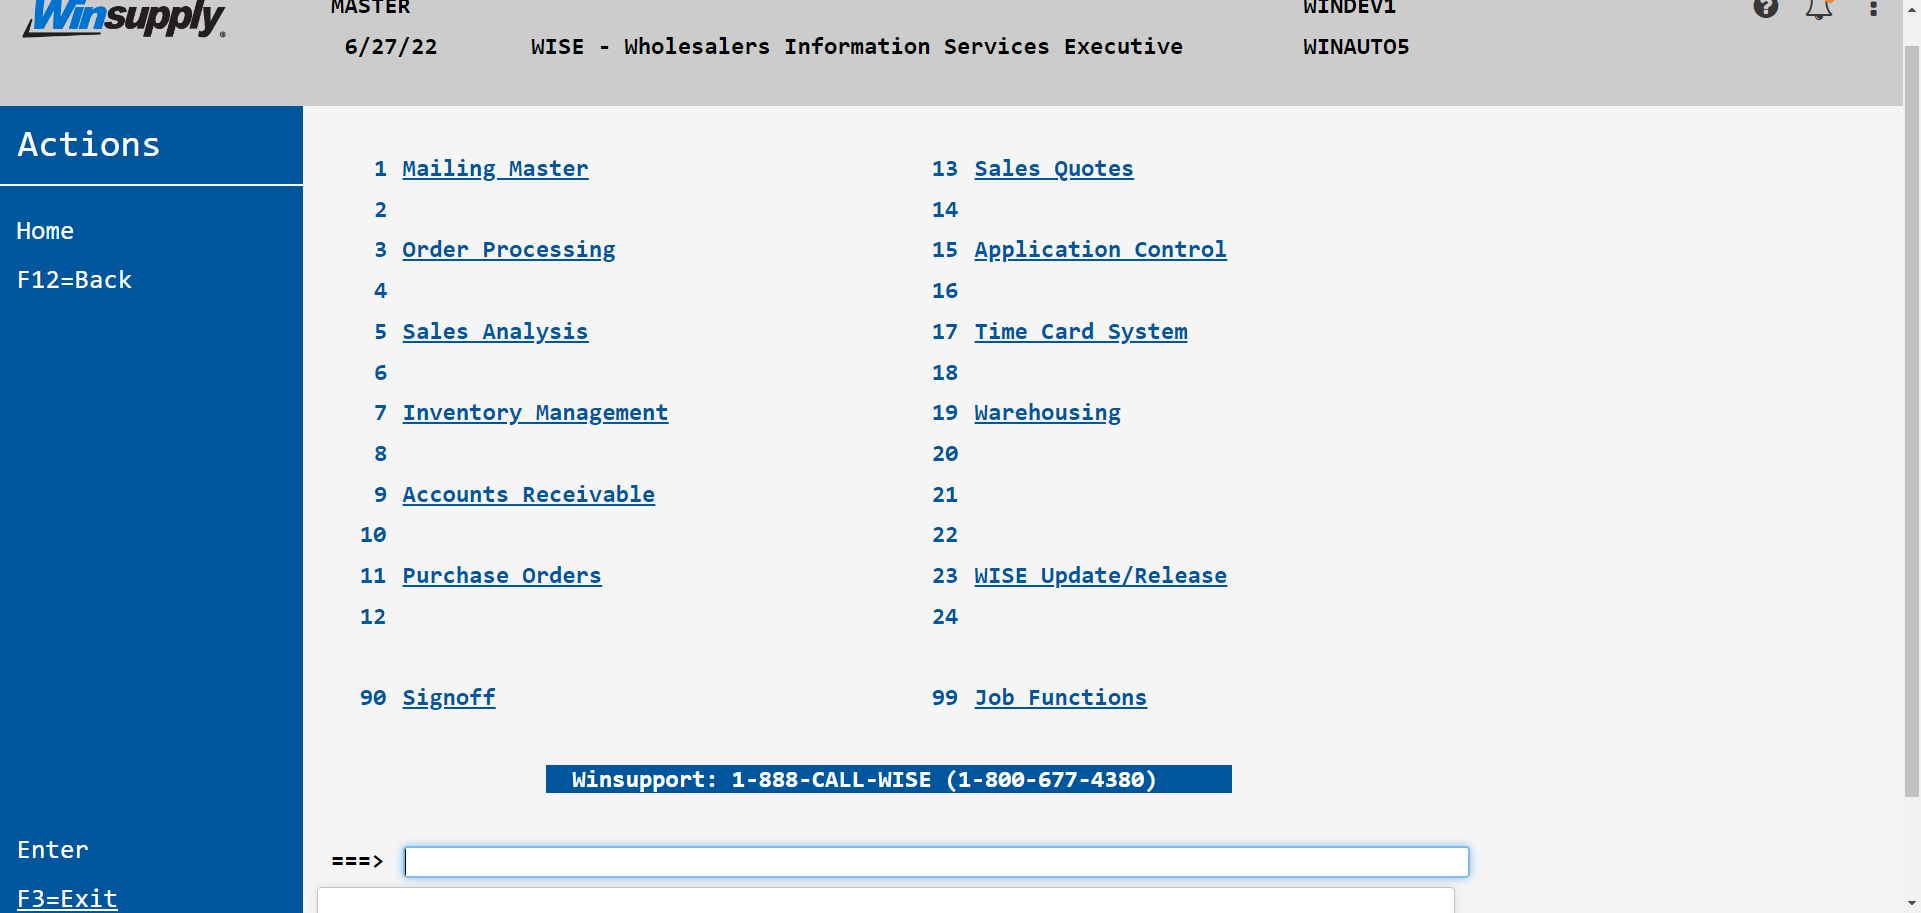 Winsupply
MASTER WINDEV1
6/27/22 WISE - Wholesalers Information Services Executive WINAUTO5
Actions
Home
F12=Back
1 Mailing Master
2
3 Order Processing
4
5 Sales Analysis
6
7 Inventory Management
8
9 Accounts Receivable
10
11 Purchase Orders
12
90 Signoff
13 Sales Quotes
14
15 Application Control
16
17 Time Card System
18
19 Warehousing
20
21
22
23 WISE Update/Release
24
99 Job Functions
Winsupport: 1-888-CALL-WISE (1-800-677-4380)
===>
Enter
F3=Exit